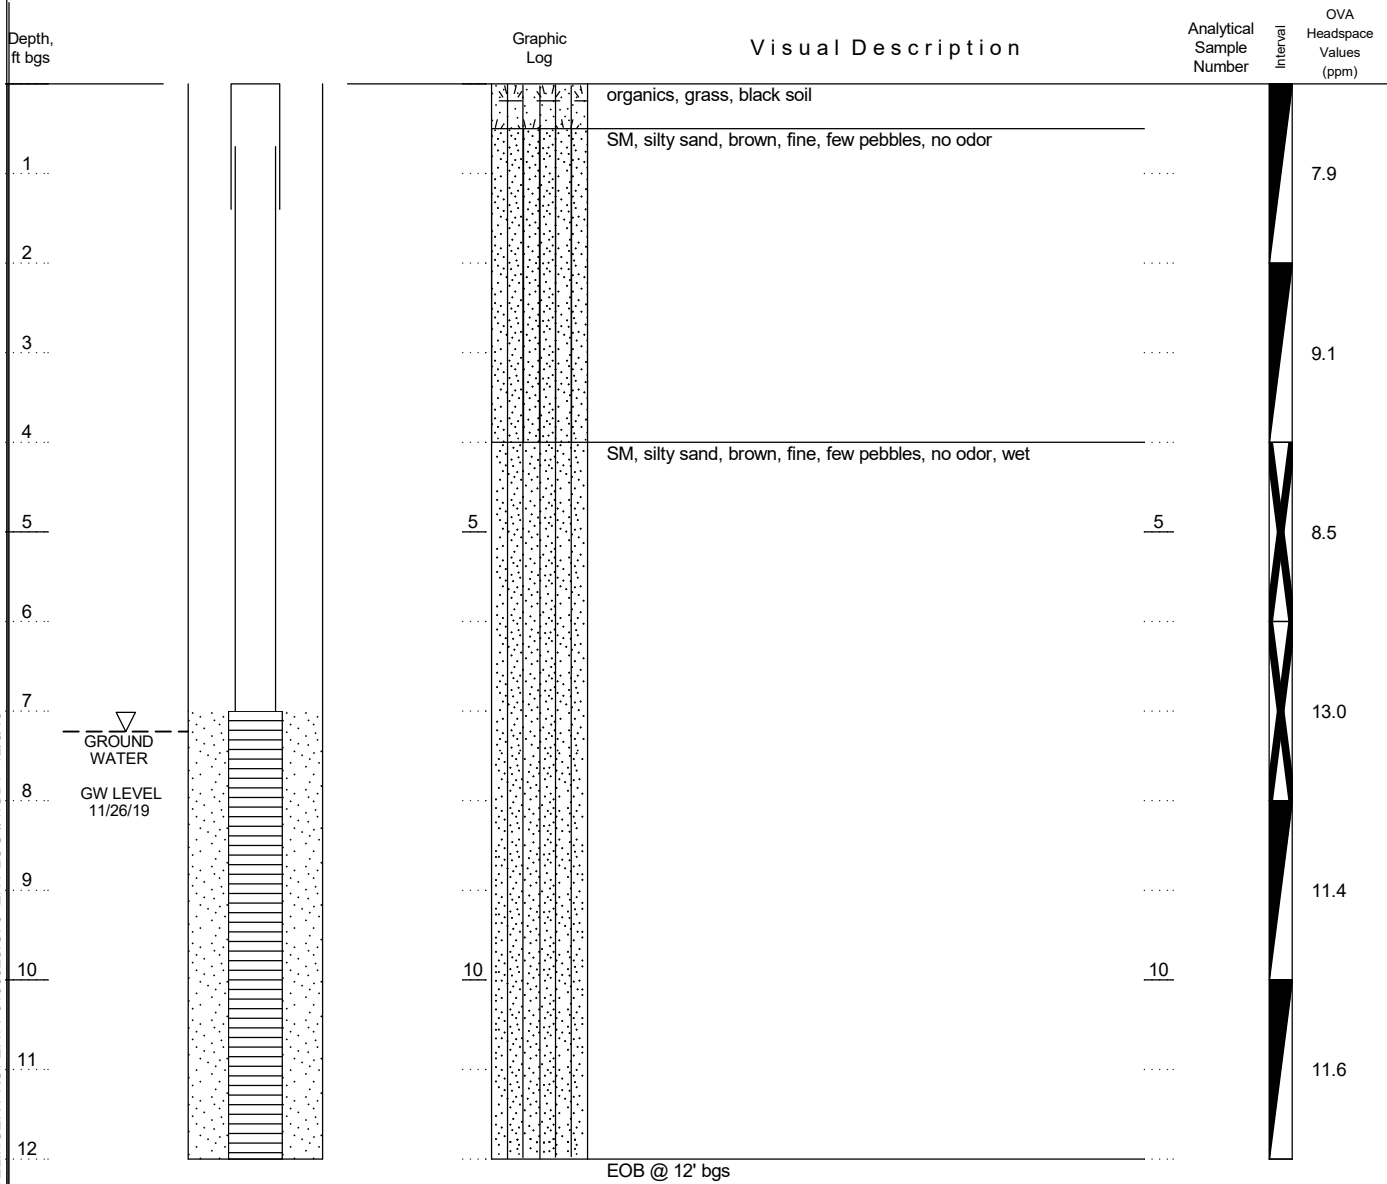 Depth,
ft bgs
Graphic
Log
Visual Description
Analytical
Sample
Number
Interval
OVA
Headspace
Values
(ppm)
organics, grass, black soil
SM, silty sand, brown, fine, few pebbles, no odor
1
7.9
2
3
9.1
4
SM, silty sand, brown, fine, few pebbles, no odor, wet
5
5
5
8.5
6
7
13.0
GROUND
WATER
8
GW LEVEL
11/26/19
9
11.4
10
10
10
11
11.6
12
EOB @ 12' bgs